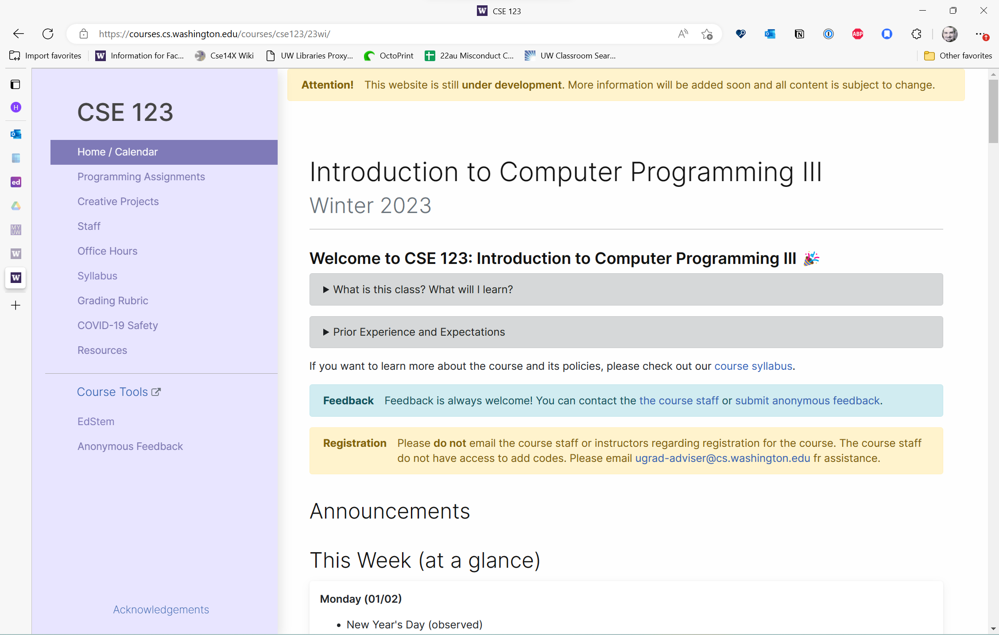 CSE 123
https://courses.cs.washington.edu/courses/cse123/23wi/
ABP
Import favorites
Information for Fac...
Cse14X Wiki
UW Libraries Proxy...
OctoPrint
22au Misconduct C...
UW Classroom Sear...
Other favorites
H
ed
MY
UW
W
W
CSE 123
Home / Calendar
Programming Assignments
Creative Projects
Staff
Office Hours
Syllabus
Grading Rubric
COVID-19 Safety
Resources
Course Tools
EdStem
Anonymous Feedback
Acknowledgements
Attention! This website is still under development. More information will be added soon and all content is subject to change.
Introduction to Computer Programming III
Winter 2023
Welcome to CSE 123: Introduction to Computer Programming III 🎉
▶ What is this class? What will I learn?
▶ Prior Experience and Expectations
If you want to learn more about the course and its policies, please check out our course syllabus.
Feedback Feedback is always welcome! You can contact the the course staff or submit anonymous feedback.
Registration Please do not email the course staff or instructors regarding registration for the course. The course staff
do not have access to add codes. Please email ugrad-adviser@cs.washington.edu fr assistance.
Announcements
This Week (at a glance)
Monday (01/02)
• New Year's Day (observed)